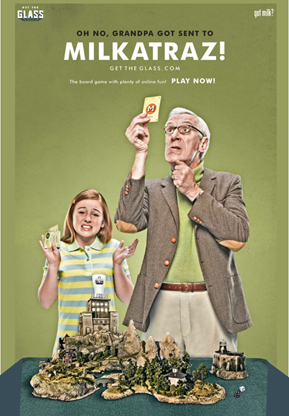 GET THE
GLASS
got milk?
OH NO, GRANDPA GOT SENT TO
MILKATRAZ!
GETTHEGLASS.COM
The board game with plenty of online fun! PLAY NOW!